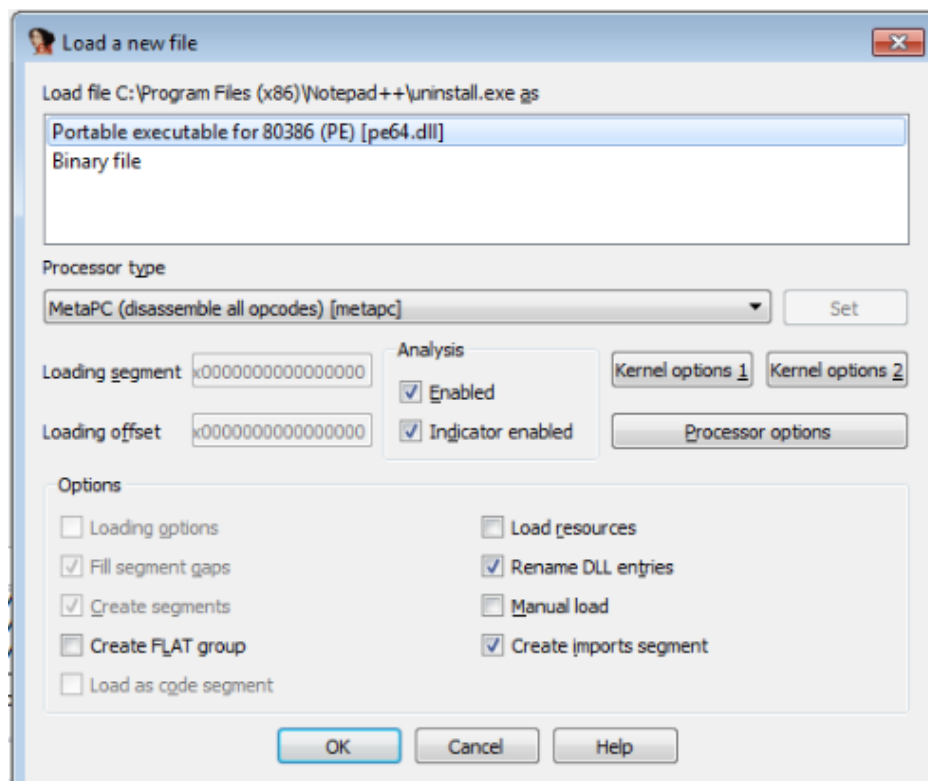 Load a new file
Load file C:\Program Files (x86)\Notepad++\uninstall.exe as
Portable executable for 80386 (PE) [pe64.dll]
Binary file
Processor type
MetaPC (disassemble all opcodes) [metapc]
Set
Loading segment x0000000000000000
Loading offset x0000000000000000
Analysis
Enabled
Indicator enabled
Kernel options 1 Kernel options 2
Processor options
Options
Loading options
Fill segment gaps
Create segments
Create FLAT group
Load as code segment
Load resources
Rename DLL entries
Manual load
Create imports segment
OK Cancel Help